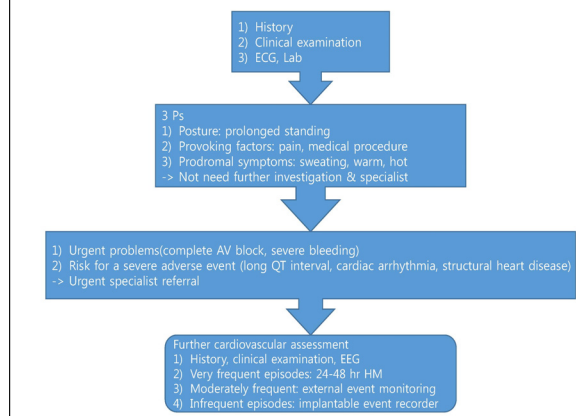 1) History
2) Clinical examination
3) ECG, Lab
3 Ps
1) Posture: prolonged standing
2) Provoking factors: pain, medical procedure
3) Prodromal symptoms: sweating, warm, hot
-> Not need further investigation & specialist
1) Urgent problems(complete AV block, severe bleeding)
2) Risk for a severe adverse event (long QT interval, cardiac arrhythmia, structural heart disease)
-> Urgent specialist referral
Further cardiovascular assessment
1) History, clinical examination, EEG
2) Very frequent episodes: 24-48 hr HM
3) Moderately frequent: external event monitoring
4) Infrequent episodes: implantable event recorder